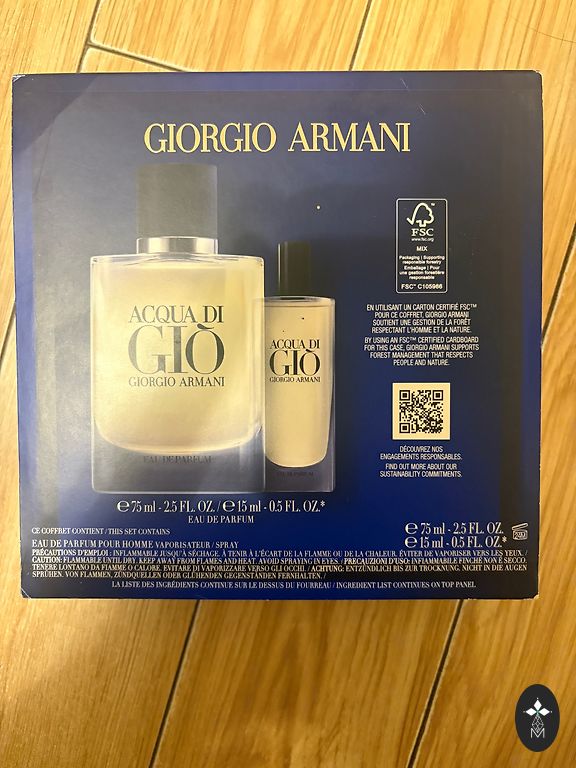 GIORGIO ARMANI
ACQUA DI
GIÒ
GIORGIO ARMANI
EAU DE PARFUM
ACQUA DI
GIÒ
GIORGIO ARMANI
EAU DE PARFUM
FSC
www.fsc.org
MIX
Packaging | Supporting
responsible forestry
Emballage | Pour
une gestion forestière
responsable
FSC™ C105966
EN UTILISANT UN CARTON CERTIFIÉ FSC™
POUR CE COFFRET, GIORGIO ARMANI
SOUTIENT UNE GESTION DE LA FORÊT
RESPECTANT L'HOMME ET LA NATURE.
BY USING AN FSC™ CERTIFIED CARDBOARD
FOR THIS CASE, GIORGIO ARMANI SUPPORTS
FOREST MANAGEMENT THAT RESPECTS
PEOPLE AND NATURE.
DÉCOUVREZ NOS
ENGAGEMENTS RESPONSABLES.
FIND OUT MORE ABOUT OUR
SUSTAINABILITY COMMITMENTS.
℮ 75 ml - 2.5 FL. OZ. / ℮ 15 ml - 0.5 FL. OZ.*
EAU DE PARFUM
CE COFFRET CONTIENT / THIS SET CONTAINS
℮ 75 ml - 2.5 FL. OZ.
EAU DE PARFUM POUR HOMME VAPORISATEUR / SPRAY
℮ 15 ml - 0.5 FL. OZ.*
PRÉCAUTIONS D'EMPLOI : INFLAMMABLE JUSQU'À SÉCHAGE. À TENIR À L'ÉCART DE LA FLAMME OU DE LA CHALEUR. ÉVITER DE VAPORISER VERS LES YEUX. /
CAUTION: FLAMMABLE UNTIL DRY. KEEP AWAY FROM FLAMES AND HEAT. AVOID SPRAYING IN EYES. / PRECAUZIONI D'USO: INFIAMMABILE FINCHÉ NON È SECCO.
TENERE LONTANO DA FIAMME O CALORE. EVITARE DI VAPORIZZARE VERSO GLI OCCHI. / ACHTUNG: ENTZÜNDLICH BIS ZUR TROCKNUNG. NICHT IN DIE AUGEN
SPRÜHEN. VON FLAMMEN, ZÜNDQUELLEN ODER GLÜHENDEN GEGENSTÄNDEN FERNHALTEN. /
LA LISTE DES INGRÉDIENTS CONTINUE SUR LE DESSUS DU FOURREAU / INGREDIENT LIST CONTINUES ON TOP PANEL